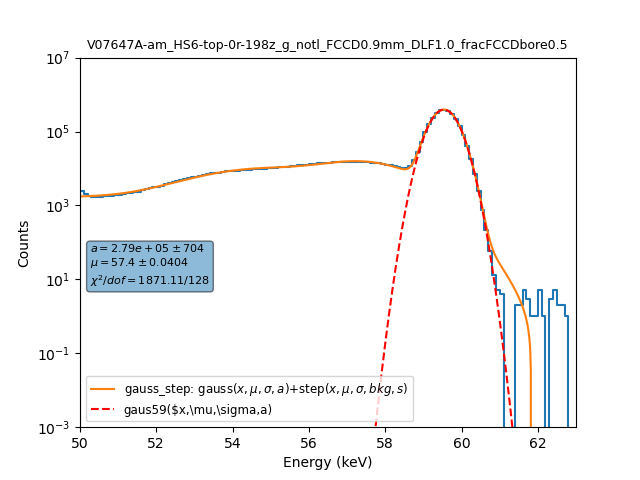 V07647A-am_HS6-top-0r-198z_g_notl_FCCD0.9mm_DLF1.0_fracFCCDbore0.5
10^7
10^5
10^3
10^1
10^−1
10^−3
Counts
a = 2.79e + 05 ± 704
μ = 57.4 ± 0.0404
χ²/dof = 1871.11/128
gauss_step: gauss(x, μ, σ, a)+step(x, μ, σ, bkg, s)
gaus59($x,\mu,\sigma,a)
50 52 54 56 58 60 62
Energy (keV)